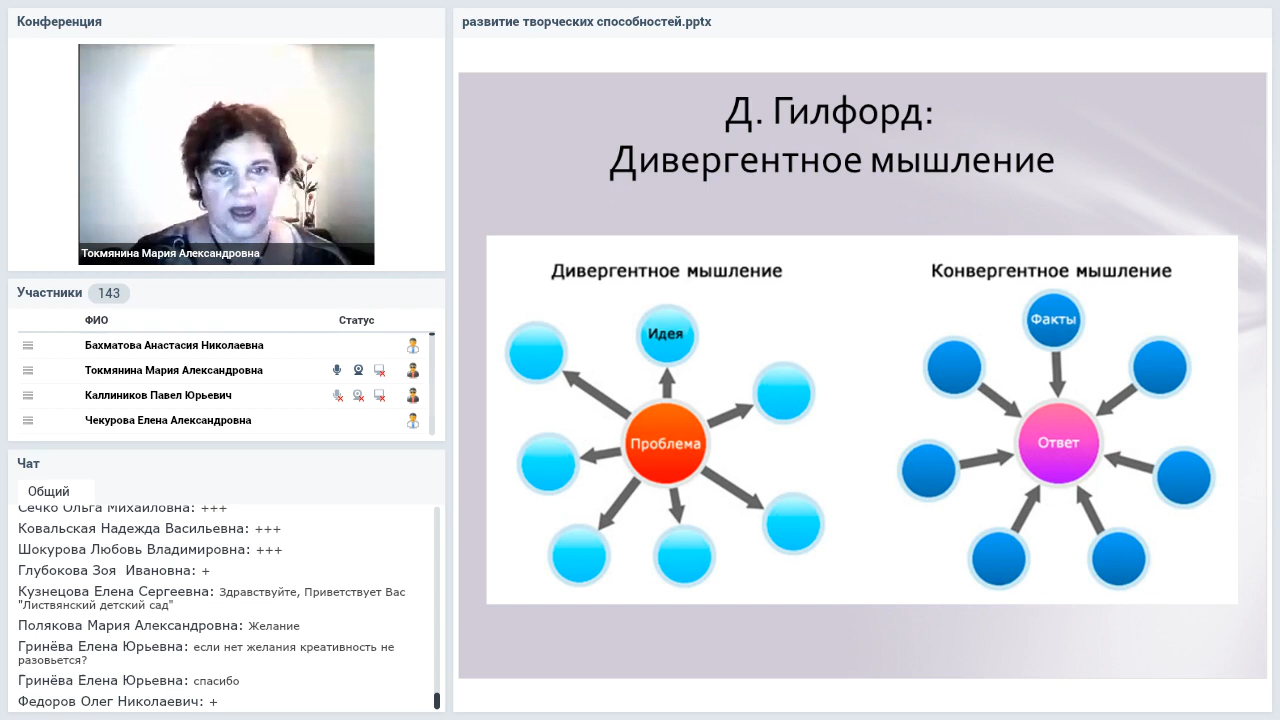 Конференция
Токмянина Мария Александровна
Участники 143
ФИО Статус
Бахматова Анастасия Николаевна
Токмянина Мария Александровна
Каллиников Павел Юрьевич
Чекурова Елена Александровна
Чат
Общий
Сечко Ольга Михайловна: +++
Ковальская Надежда Васильевна: +++
Шокурова Любовь Владимировна: +++
Глубокова Зоя Ивановна: +
Кузнецова Елена Сергеевна: Здравствуйте, Приветствует Вас
"Листвянский детский сад"
Полякова Мария Александровна: Желание
Гринёва Елена Юрьевна: если нет желания креативность не
разовьется?
Гринёва Елена Юрьевна: спасибо
Федоров Олег Николаевич: +
развитие творческих способностей.pptx
Д. Гилфорд:
Дивергентное мышление
Дивергентное мышление
Идея
Проблема
Конвергентное мышление
Факты
Ответ